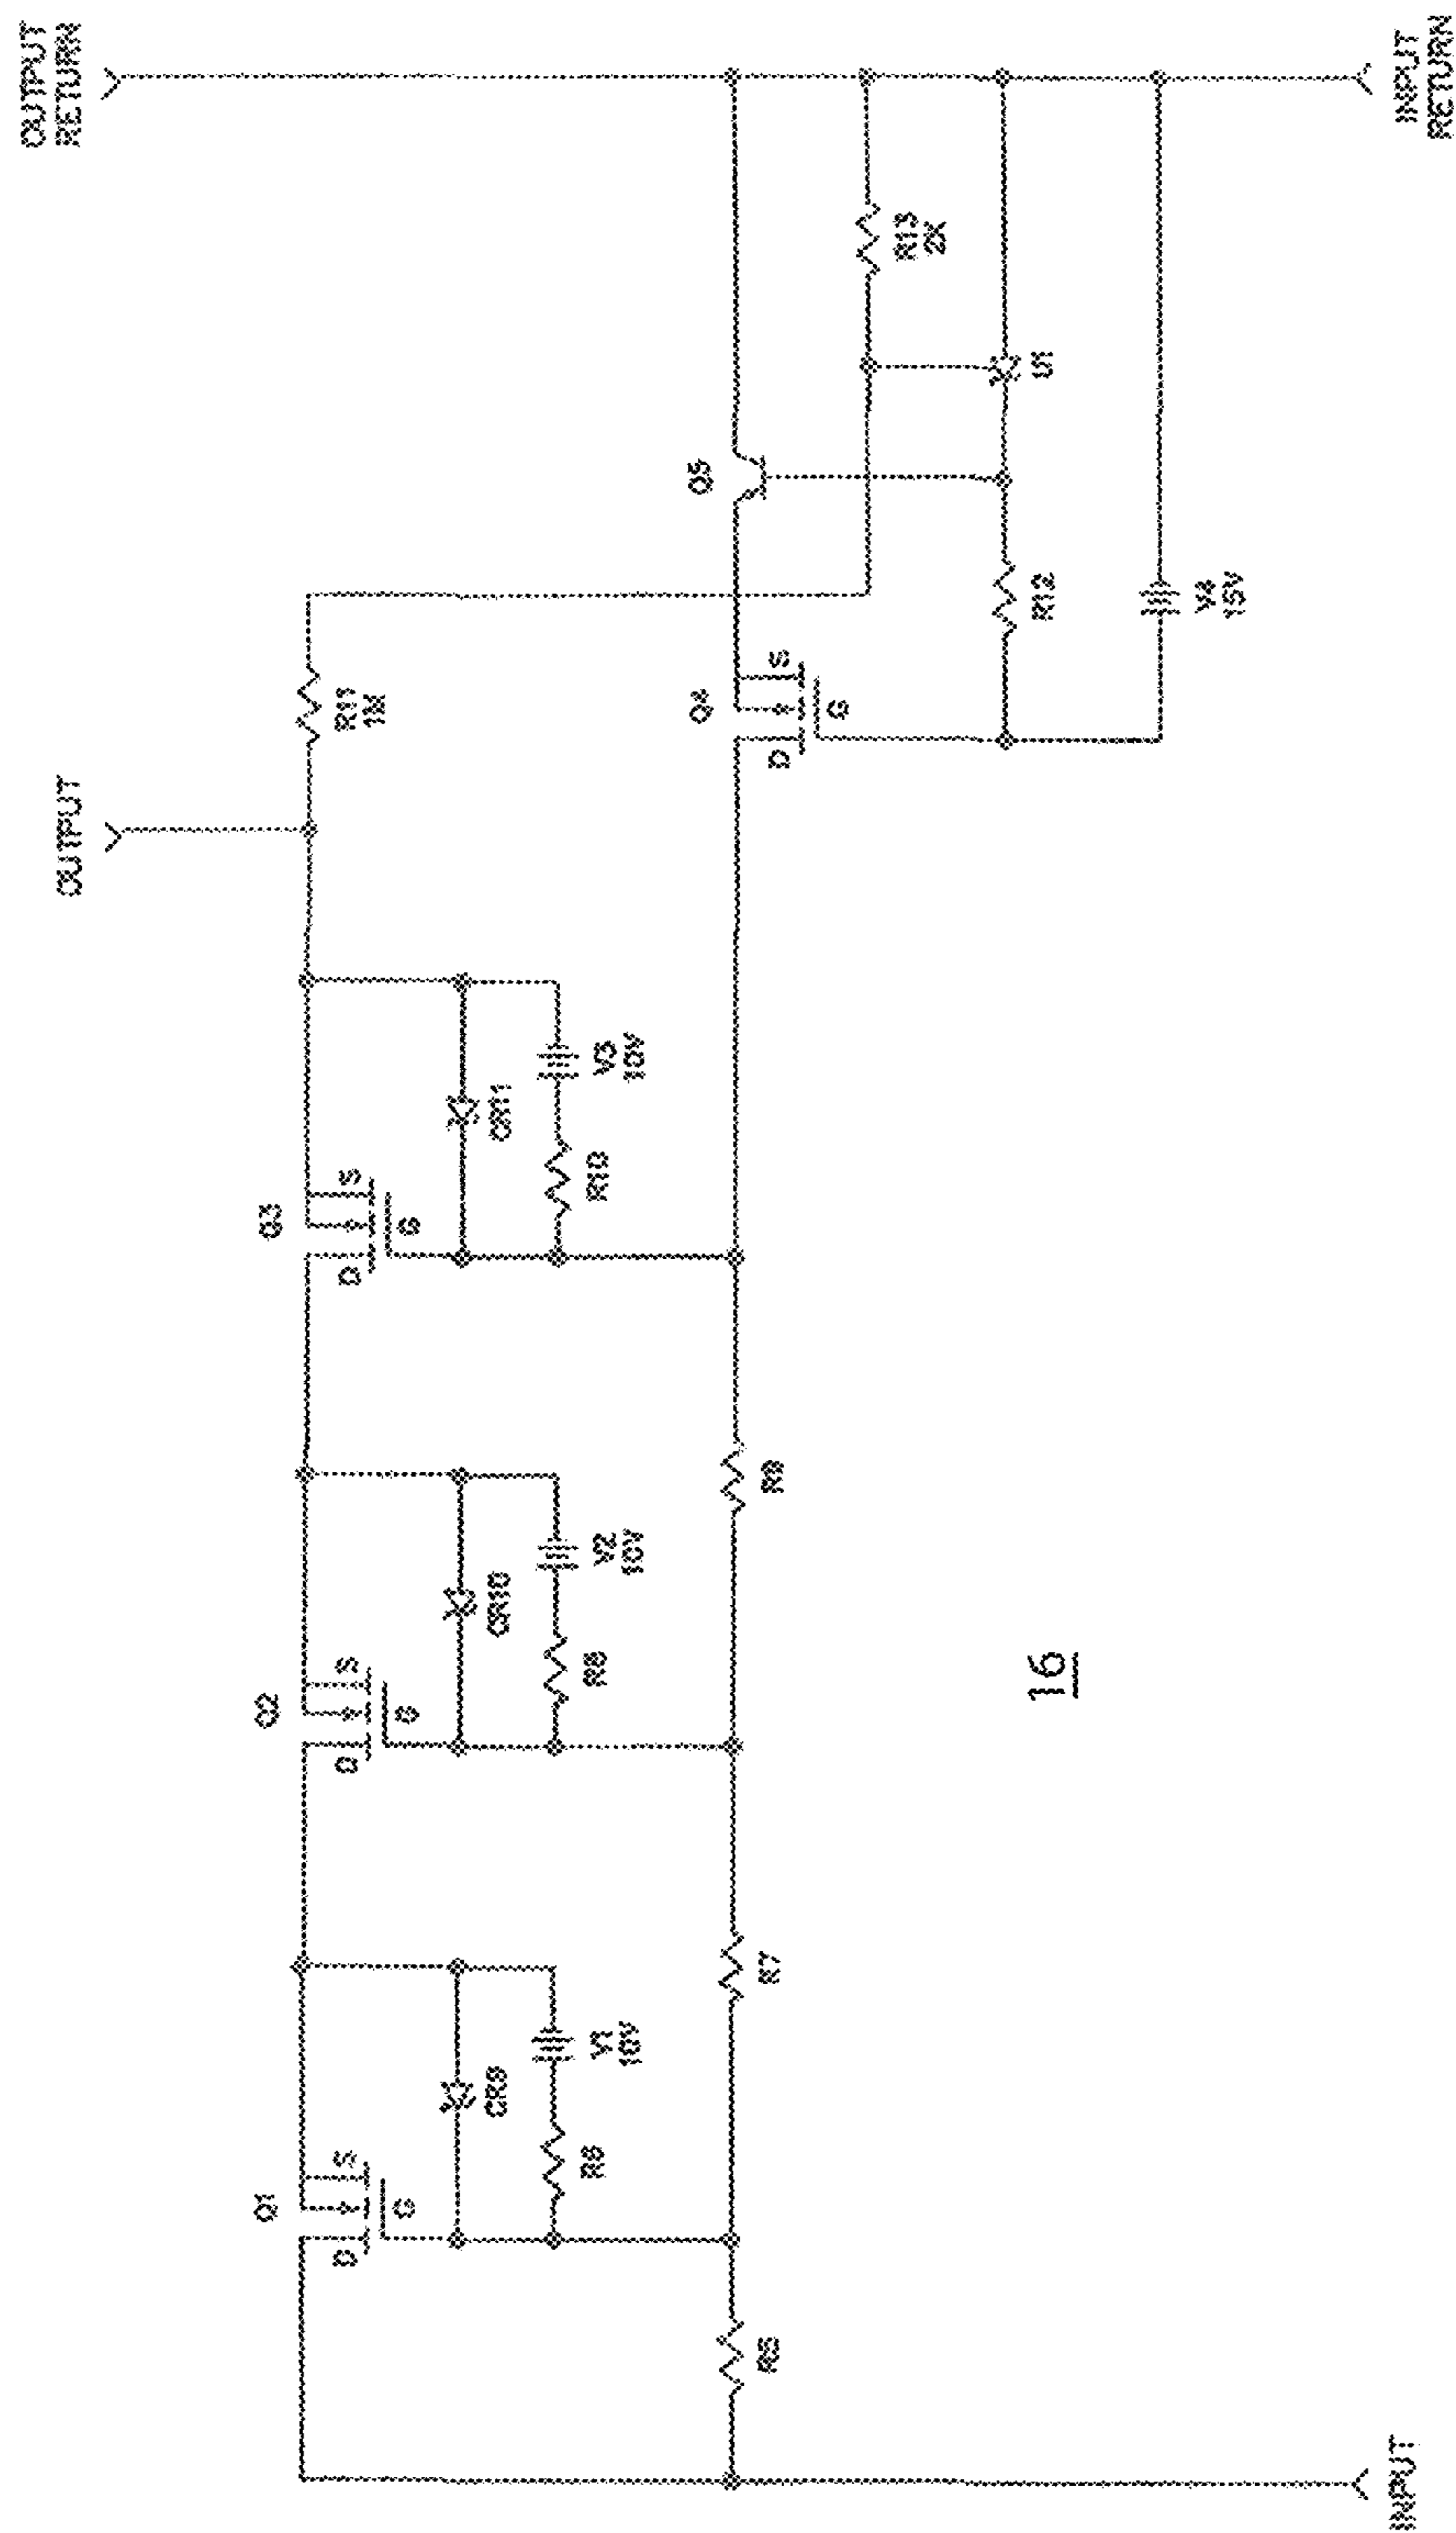 OUTPUT
RETURN
OUTPUT
Q1
Q2
Q3
D
S
D
S
D
S
R11
1M
G
G
G
CR9
CR10
CR11
R6
V1
10V
R8
V2
10V
R10
V3
10V
Q4
Q5
R5
R7
R9
D
S
G
R13
2K
R12
U1
16
V4
15V
INPUT
INPUT
RETURN